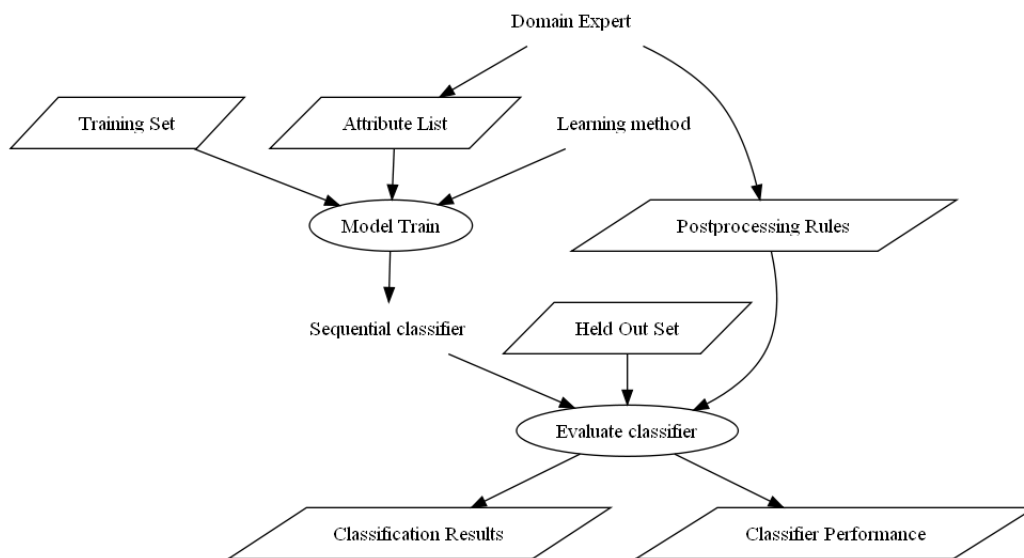 Domain Expert
Training Set
Attribute List
Learning method
Model Train
Postprocessing Rules
Sequential classifier
Held Out Set
Evaluate classifier
Classification Results
Classifier Performance